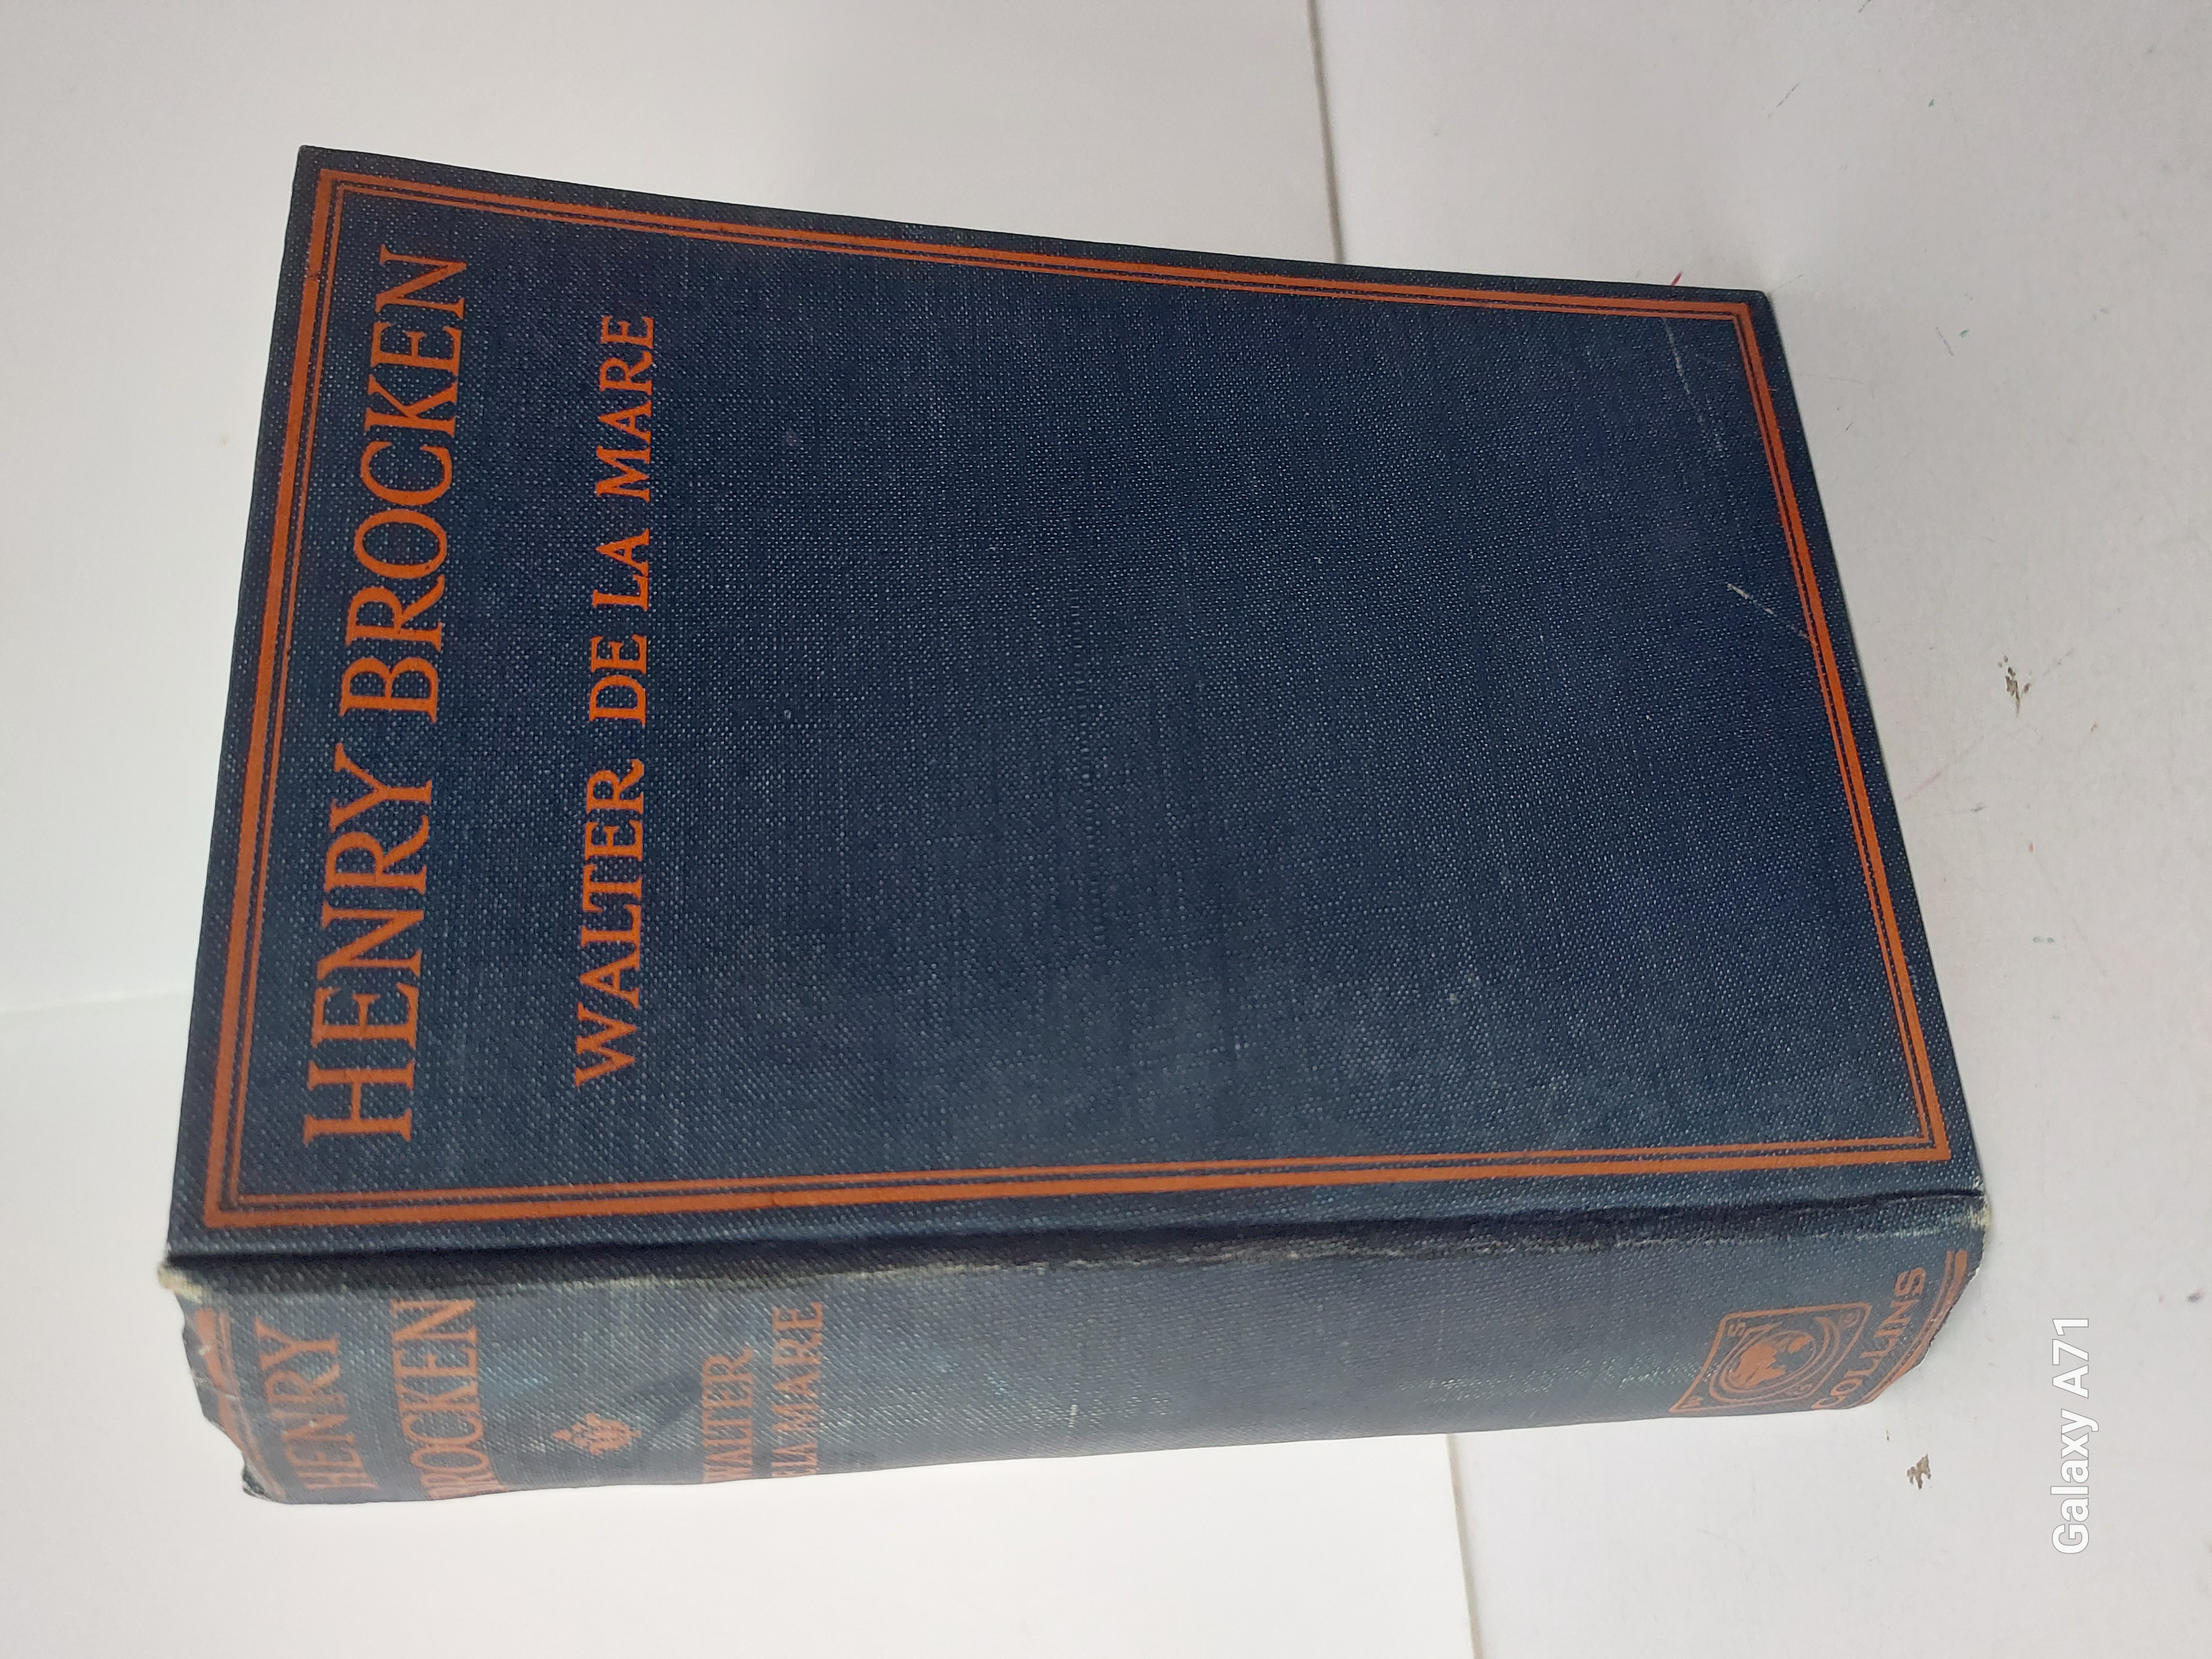 HENRY BROCKEN
WALTER DE LA MARE
HENRY
BROCKEN
WALTER
DE LA MARE
COLLINS
Galaxy A71